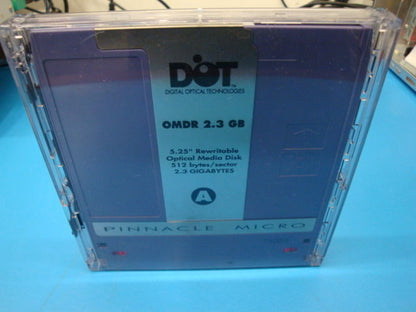 DOT
DIGITAL OPTICAL TECHNOLOGIES
OMDR 2.3 GB
5.25" Rewritable
Optical Media Disk
512 bytes/sector
2.3 GIGABYTES
A
PINNACLE MICRO